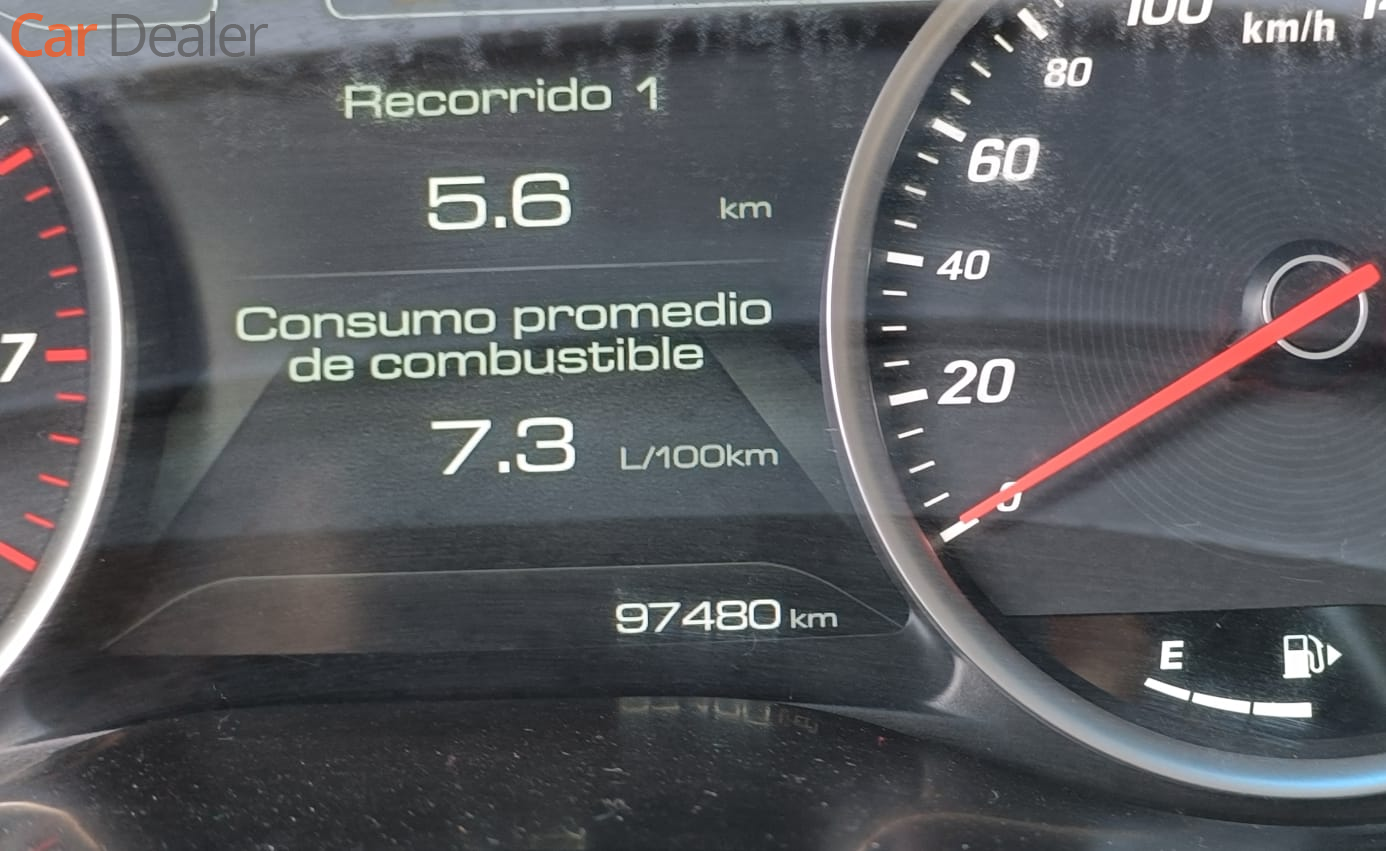 Car Dealer
100
km/h
80
Recorrido 1
60
5.6 km
40
Consumo promedio
de combustible
7
20
7.3 L/100km
0
97480 km
E